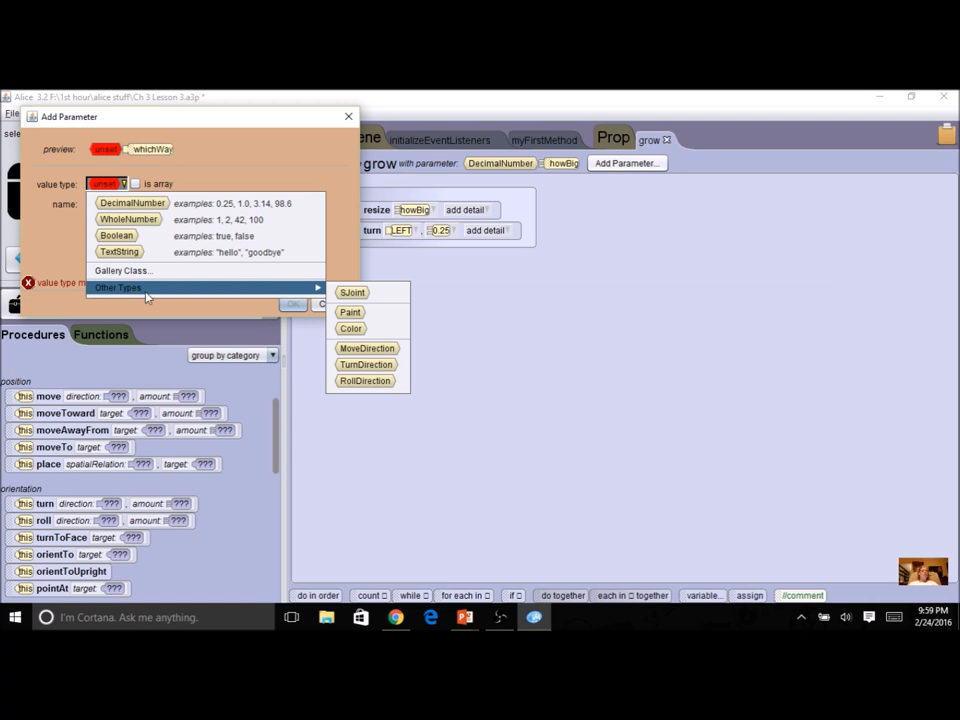 Alice 3.2 F:\1st hour\alice stuff\Ch 3 Lesson 3.a3p *
File
Add Parameter
preview: unset whichWay
value type: unset is array
name:
DecimalNumber examples: 0.25, 1.0, 3.14, 98.6
WholeNumber examples: 1, 2, 42, 100
Boolean examples: true, false
TextString examples: "hello", "goodbye"
Gallery Class...
Other Types
value type m
OK
SJoint
Paint
Color
MoveDirection
TurnDirection
RollDirection
ene initializeEventListeners myFirstMethod Prop grow
grow with parameter: DecimalNumber howBig Add Parameter...
resize howBig add detail
turn LEFT , 0.25 add detail
Procedures Functions
group by category
position
this move direction: ??? , amount: ???
this moveToward target: ??? , amount: ???
this moveAwayFrom target: ??? , amount: ???
this moveTo target: ???
this place spatialRelation: ??? , target: ???
orientation
this turn direction: ??? , amount: ???
this roll direction: ??? , amount: ???
this turnToFace target: ???
this orientTo target: ???
this orientToUpright
this pointAt target: ???
do in order count while for each in if do together each in together variable... assign //comment
I'm Cortana. Ask me anything.
9:59 PM
2/24/2016